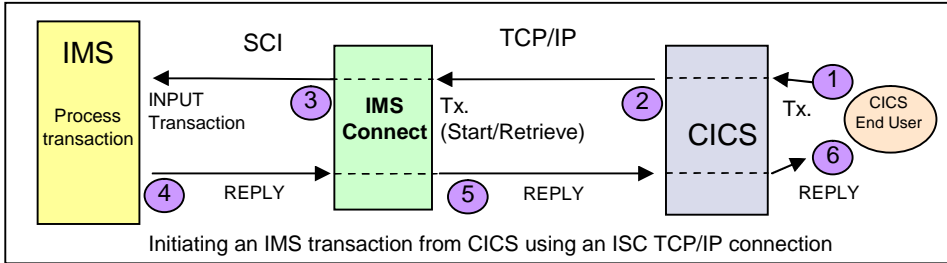 IMS
Process
transaction
SCI
INPUT
Transaction
3
4
REPLY
IMS
Connect
TCP/IP
2
Tx.
(Start/Retrieve)
5
REPLY
CICS
1
Tx.
CICS
End User
6
REPLY
Initiating an IMS transaction from CICS using an ISC TCP/IP connection